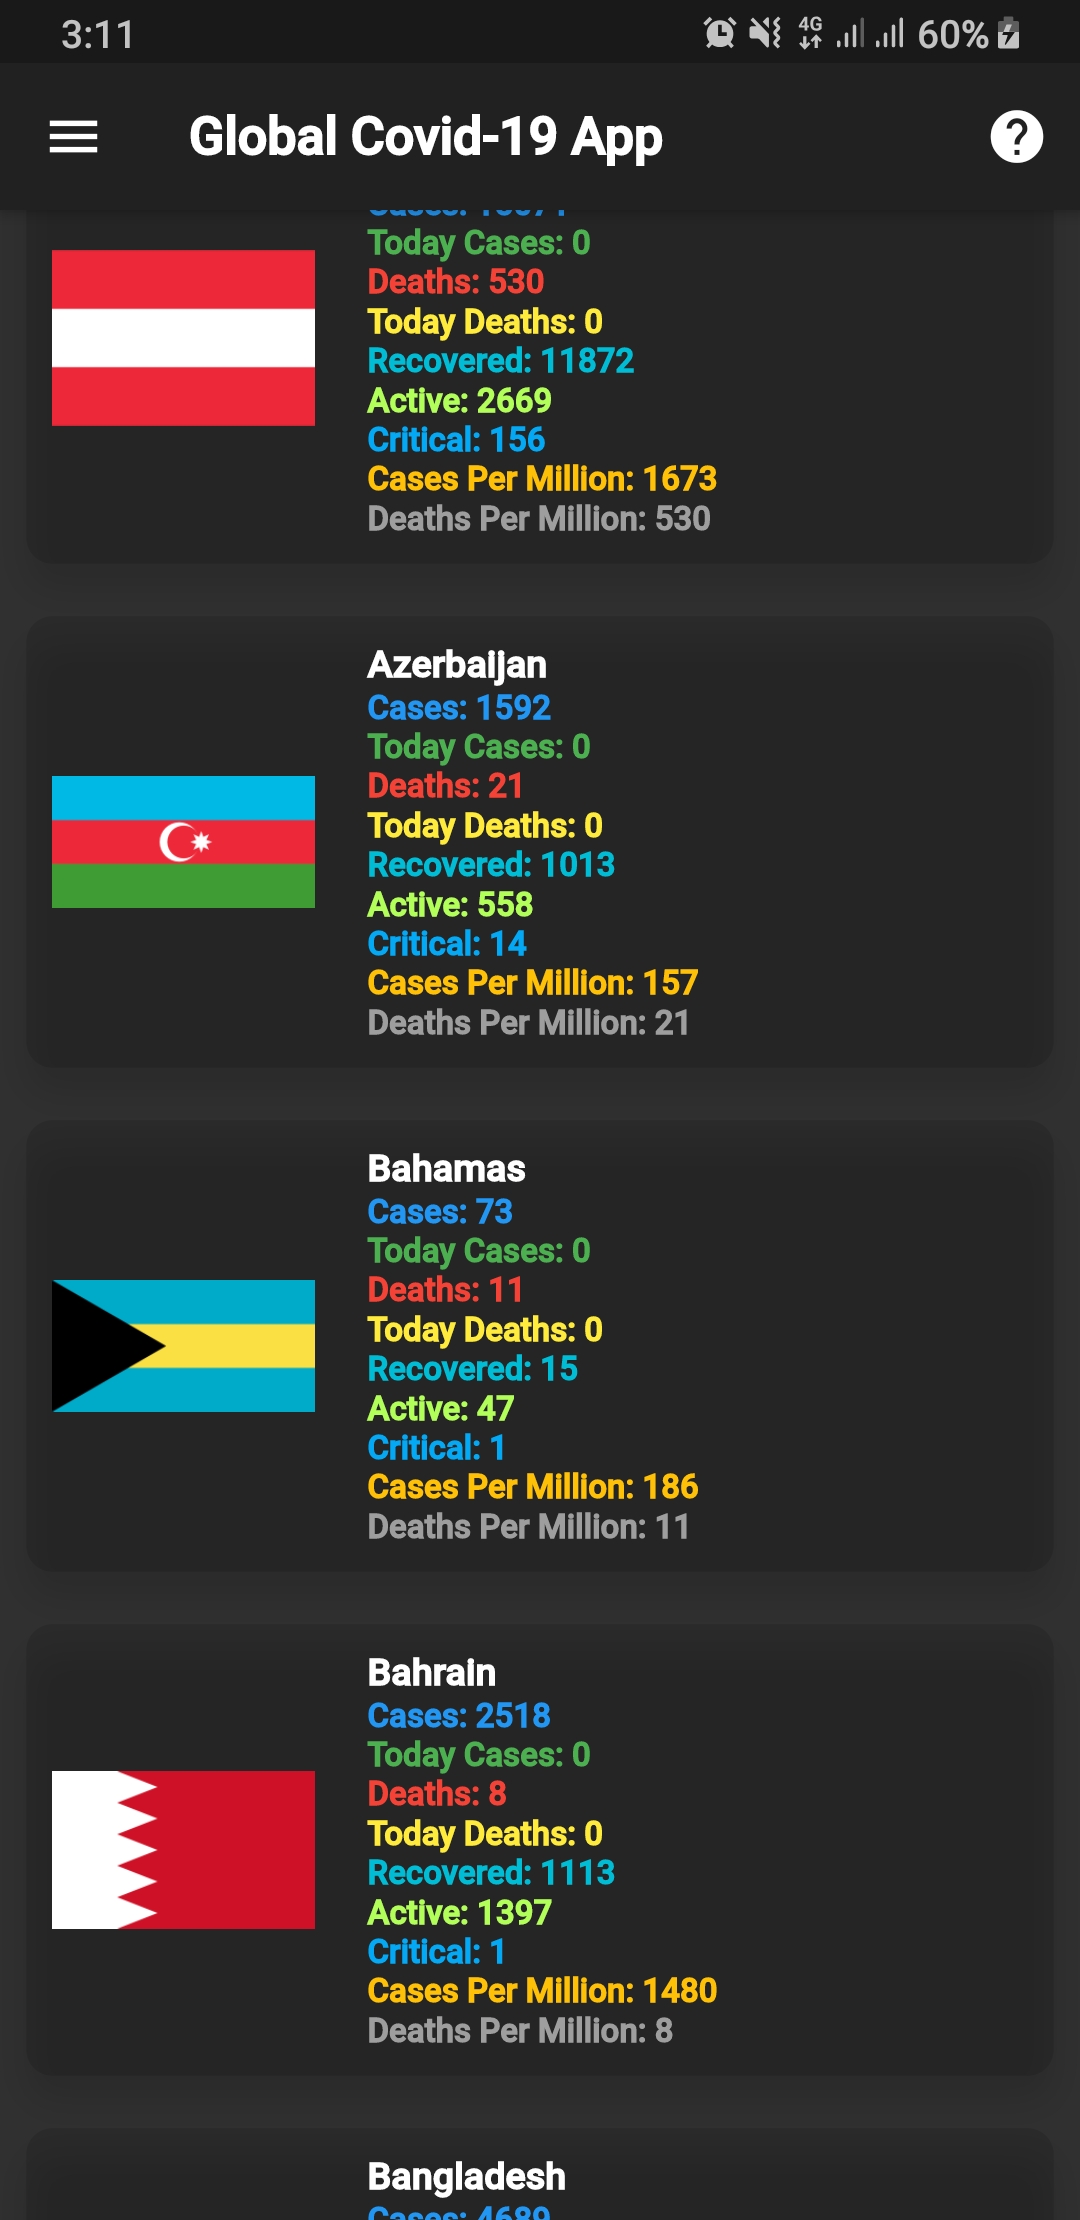 3:11
4G
60%
Global Covid-19 App
Today Cases: 0
Deaths: 530
Today Deaths: 0
Recovered: 11872
Active: 2669
Critical: 156
Cases Per Million: 1673
Deaths Per Million: 530
Azerbaijan
Cases: 1592
Today Cases: 0
Deaths: 21
Today Deaths: 0
Recovered: 1013
Active: 558
Critical: 14
Cases Per Million: 157
Deaths Per Million: 21
Bahamas
Cases: 73
Today Cases: 0
Deaths: 11
Today Deaths: 0
Recovered: 15
Active: 47
Critical: 1
Cases Per Million: 186
Deaths Per Million: 11
Bahrain
Cases: 2518
Today Cases: 0
Deaths: 8
Today Deaths: 0
Recovered: 1113
Active: 1397
Critical: 1
Cases Per Million: 1480
Deaths Per Million: 8
Bangladesh
Cases: 4689